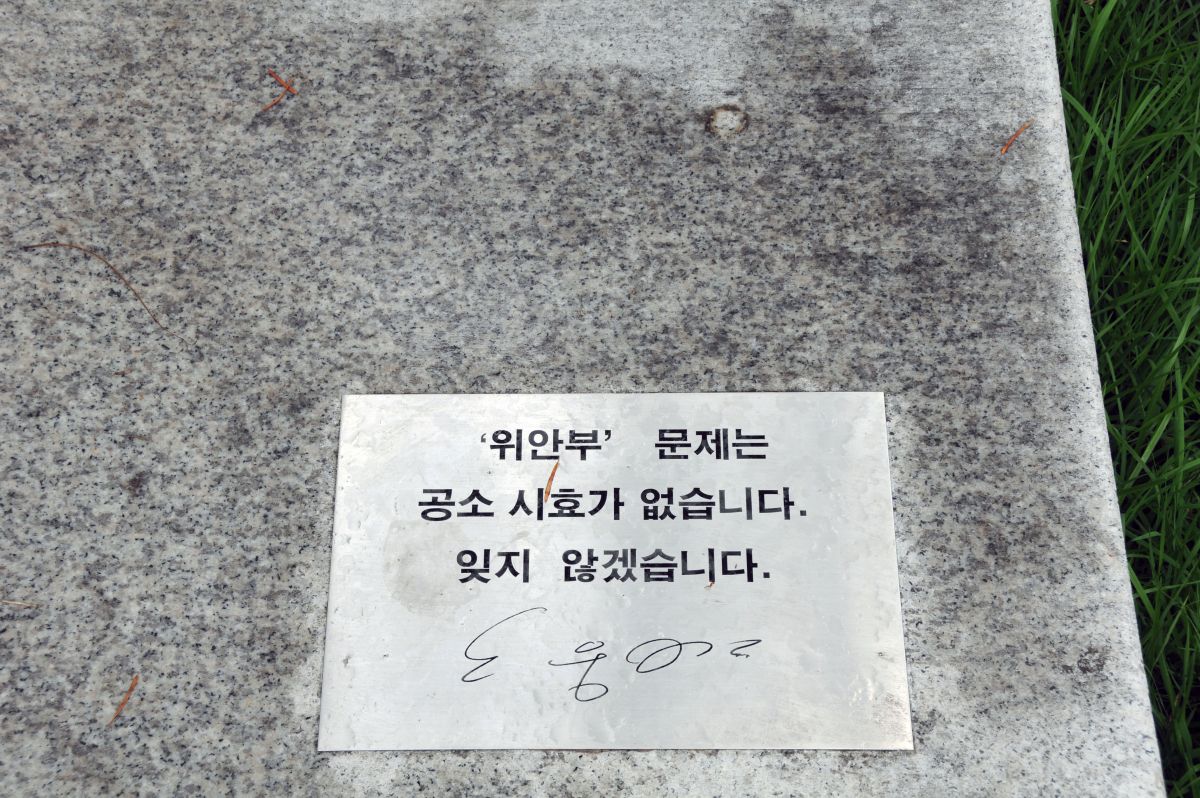 ‘위안부’ 문제는
공소 시효가 없습니다.
잊지 않겠습니다.